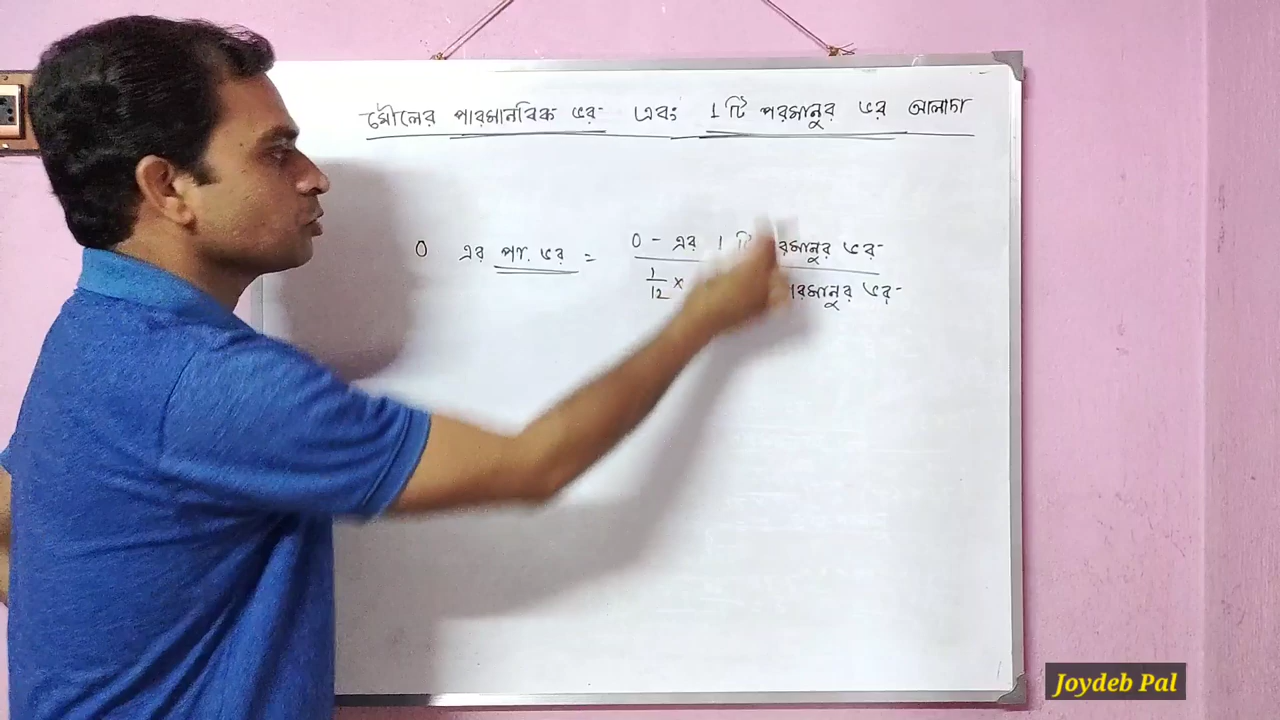 মৌলের পারমানবিক ভর এবং 1 টি পরমানুর ভর আলাদা
O এর পা. ভর = O - এর 1 টি পরমানুর ভর
1/12 × পরমানুর ভর
Joydeb Pal